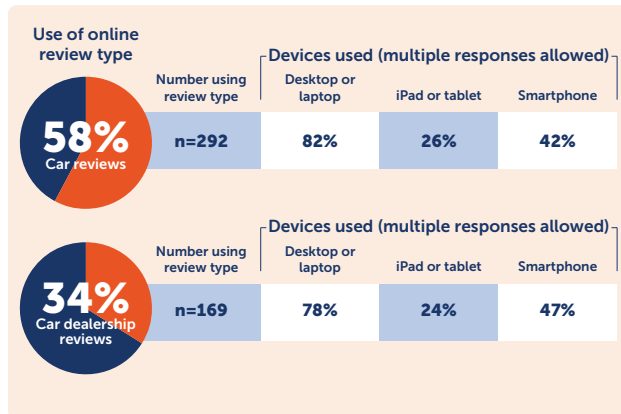 Use of online
review type
Devices used (multiple responses allowed)
Number using
review type
Desktop or
laptop
iPad or tablet
Smartphone
58%
Car reviews
n=292
82%
26%
42%
Devices used (multiple responses allowed)
Number using
review type
Desktop or
laptop
iPad or tablet
Smartphone
34%
Car dealership
reviews
n=169
78%
24%
47%